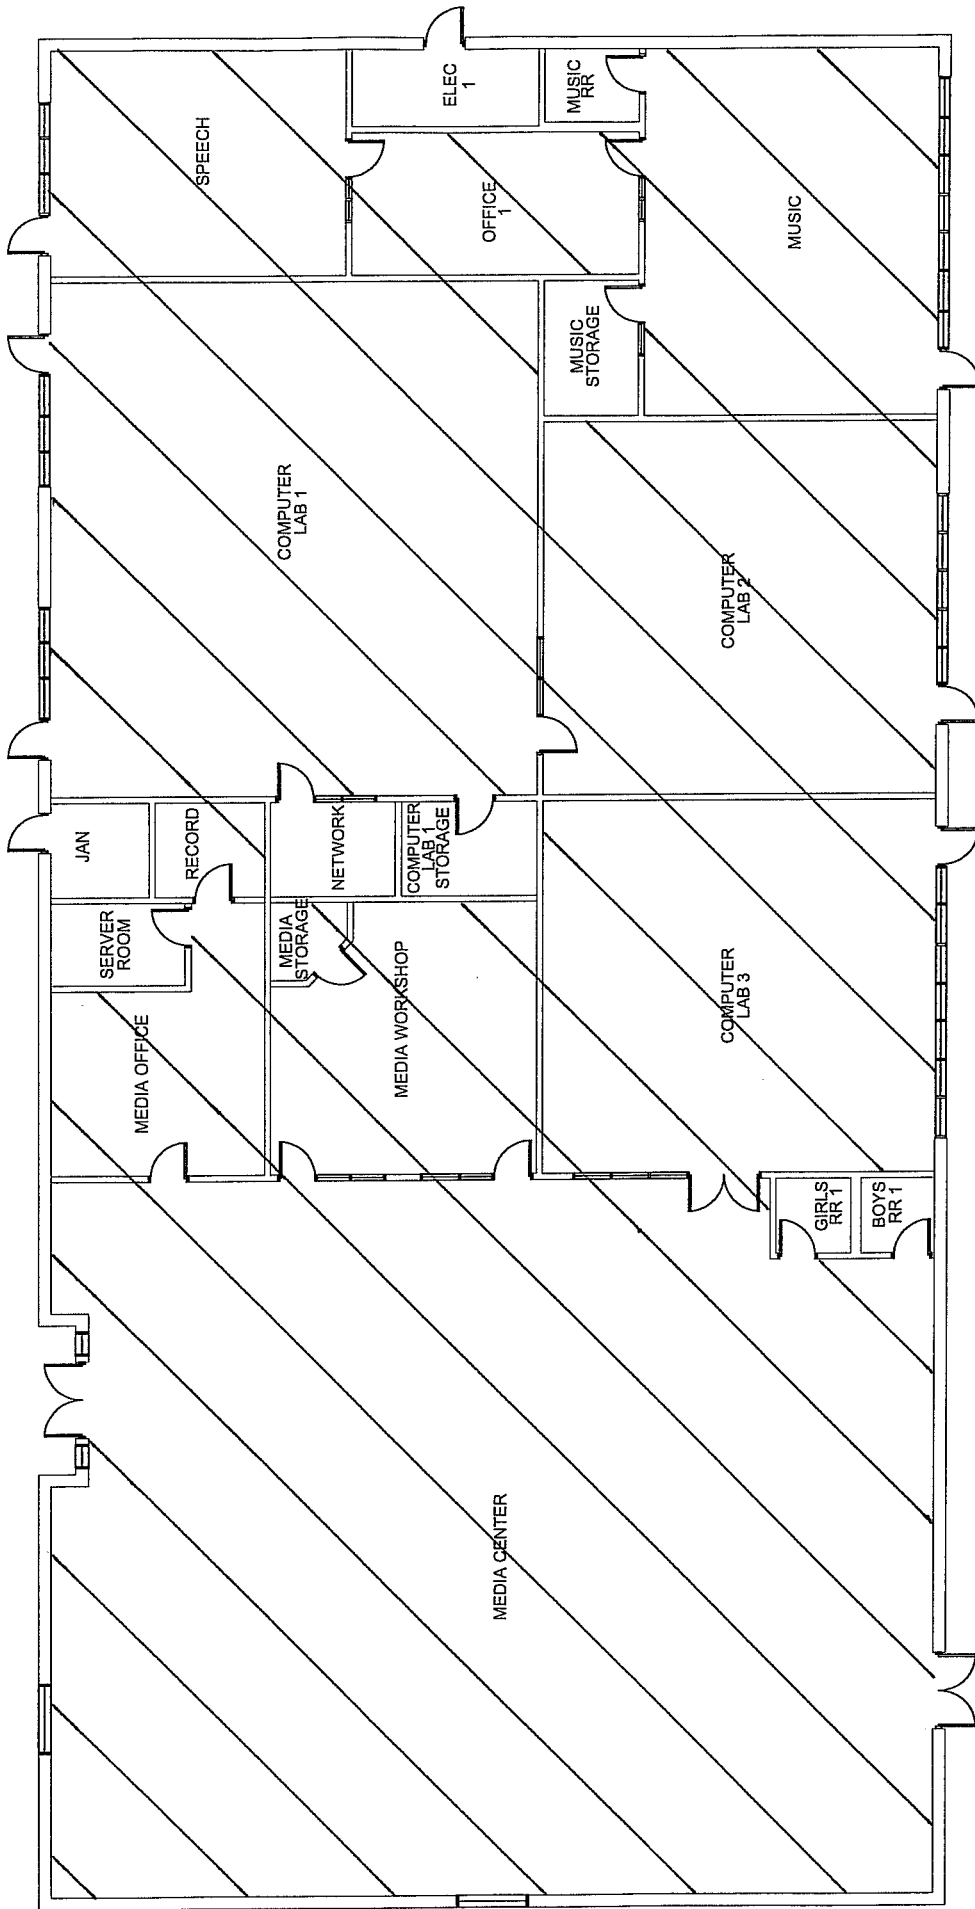 SPEECH
ELEC
1
MUSIC
RR
OFFICE
1
MUSIC
MUSIC
STORAGE
COMPUTER
LAB 1
COMPUTER
LAB 2
JAN
RECORD
NETWORK
COMPUTER
LAB 1
STORAGE
SERVER
ROOM
MEDIA
STORAGE
MEDIA OFFICE
MEDIA WORKSHOP
COMPUTER
LAB 3
GIRLS
RR 1
BOYS
RR 1
MEDIA CENTER